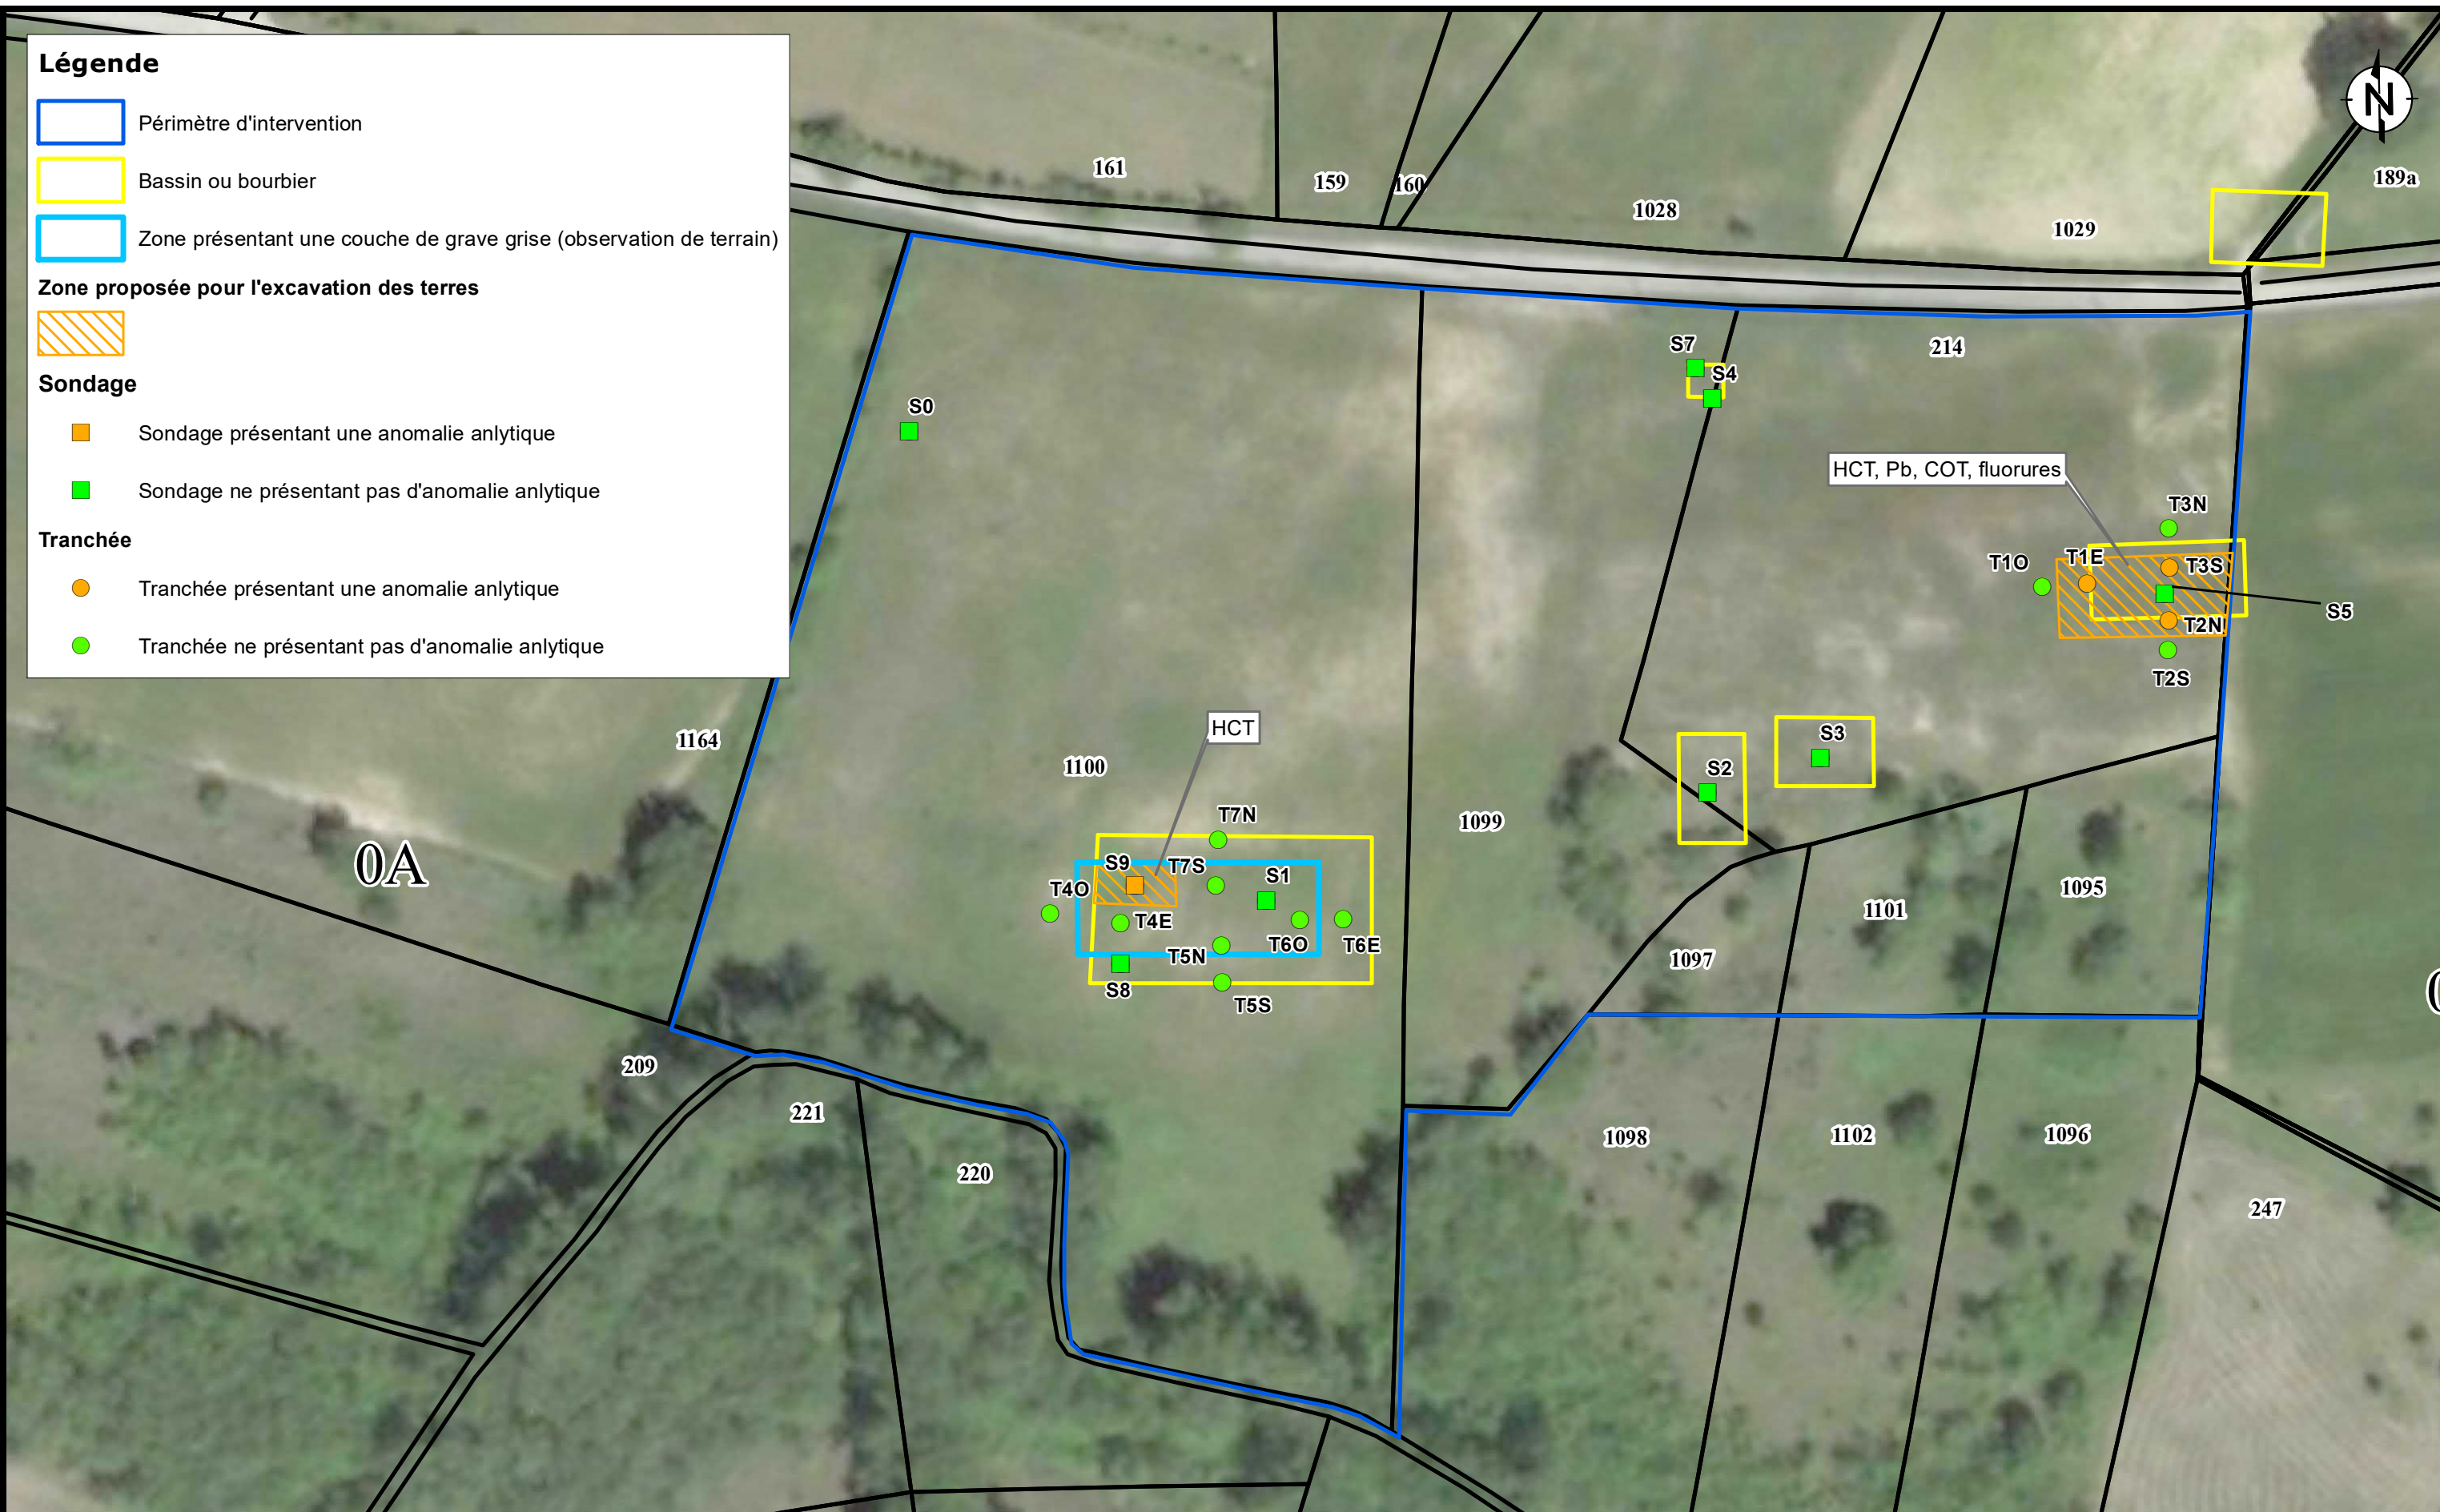 Légende
Périmètre d'intervention
Bassin ou bourbier
Zone présentant une couche de grave grise (observation de terrain)
Zone proposée pour l'excavation des terres
Sondage
Sondage présentant une anomalie anlytique
Sondage ne présentant pas d'anomalie anlytique
Tranchée
Tranchée présentant une anomalie anlytique
Tranchée ne présentant pas d'anomalie anlytique
N
161
159
160
1028
1029
189a
214
S7
S4
S0
HCT, Pb, COT, fluorures
T3N
T1O
T1E
T3S
S5
T2N
T2S
1164
HCT
1100
1099
S3
S2
T7N
0A
S9
T7S
S1
T4O
T4E
T5N
T6O
T6E
S8
T5S
1101
1095
1097
209
221
220
1098
1102
1096
247